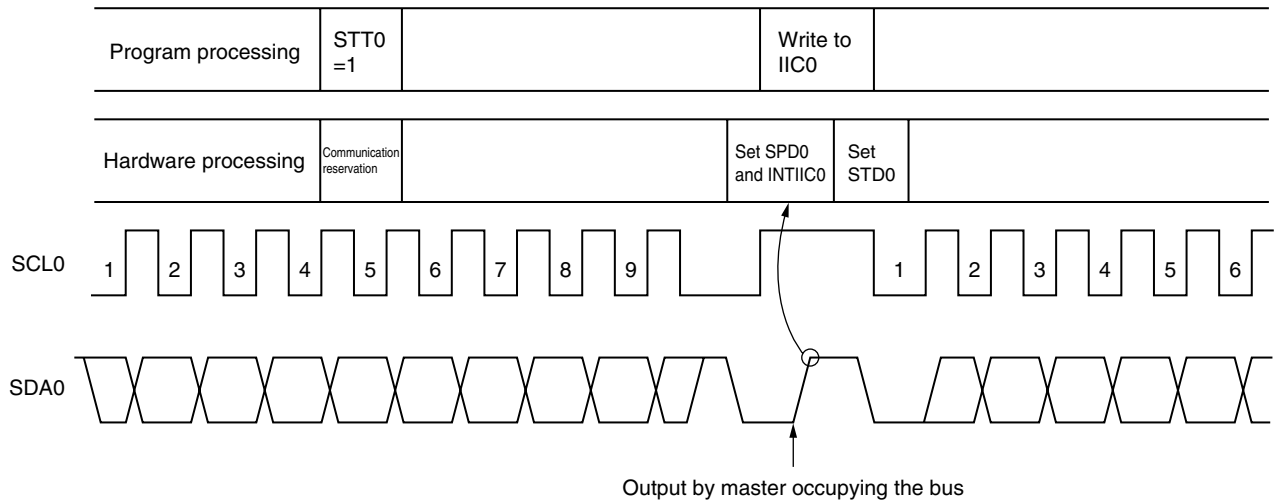 Program processing
STT0
=1
Write to
IIC0
Hardware processing
Communication
reservation
Set SPD0
and INTIIC0
Set
STD0
SCL0
1 2 3 4 5 6 7 8 9 1 2 3 4 5 6
SDA0
Output by master occupying the bus